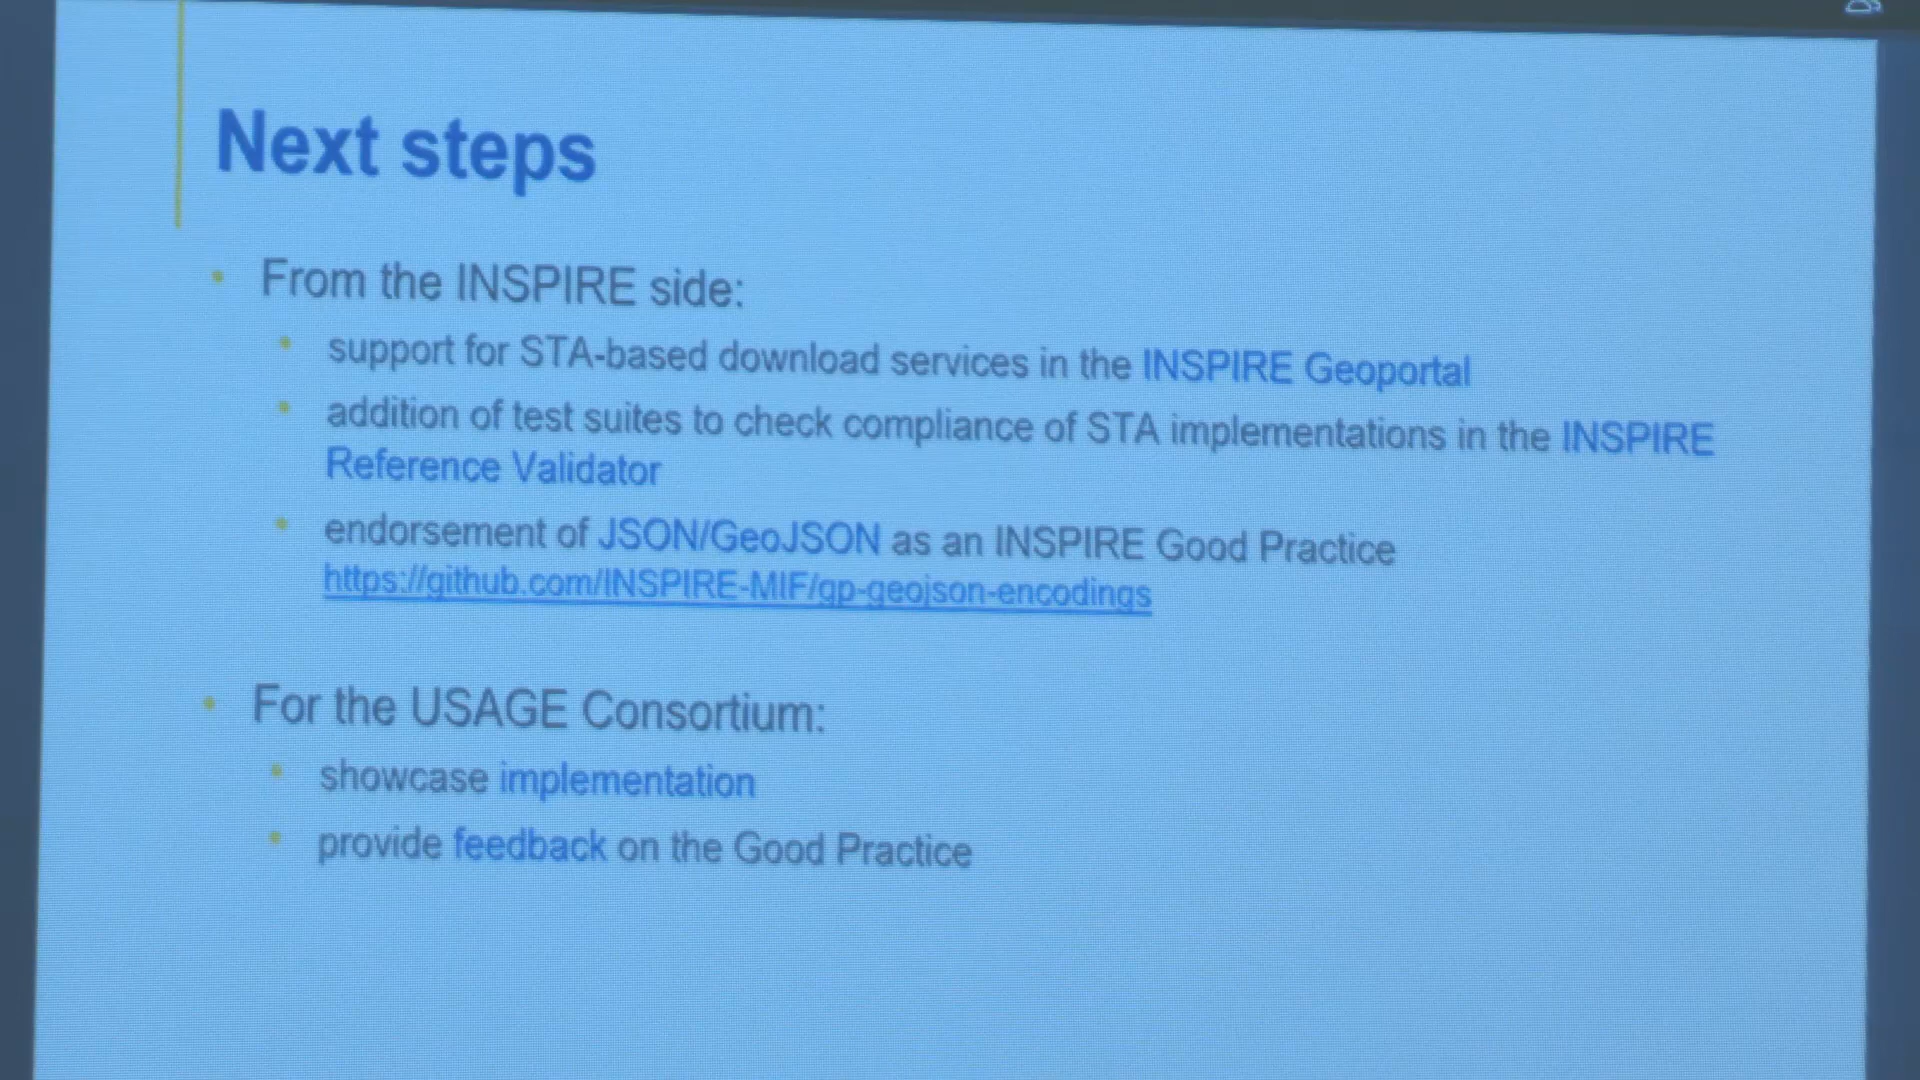 Next steps
From the INSPIRE side:
support for STA-based download services in the INSPIRE Geoportal
addition of test suites to check compliance of STA implementations in the INSPIRE
Reference Validator
endorsement of JSON/GeoJSON as an INSPIRE Good Practice
https://github.com/INSPIRE-MIF/gp-geojson-encodings
For the USAGE Consortium:
showcase implementation
provide feedback on the Good Practice